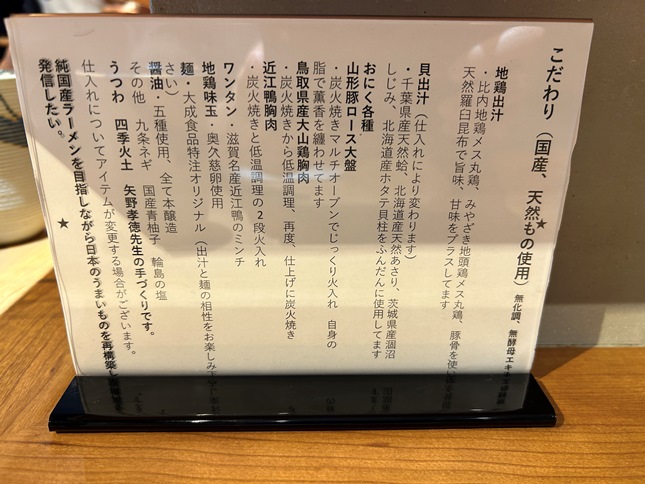 こだわり（国産、天然もの使用）無化調、無酵母エキス
地鶏出汁
・比内地鶏メス丸鶏、みやざき地頭鶏メス丸鶏、豚骨を使い
天然羅臼昆布で旨味、甘味をプラスしてます
貝出汁（仕入れにより変わります）
・千葉県産天然蛤、北海道産天然あさり、茨城県産涸沼
しじみ、北海道産ホタテ貝柱をふんだんに使用してます
おにく各種
山形豚ロース大盤
・炭火焼きマルチオーブンでじっくり火入れ　自身の
脂で薫香を纏わせてます
鳥取県産大山鶏胸肉
・炭火焼きから低温調理、再度、仕上げに炭火焼き
近江鴨胸肉
・炭火焼きと低温調理の２段火入れ
ワンタン・滋賀名産近江鴨のミンチ
地鶏味玉・奥久慈卵使用
麺・大成食品特注オリジナル（出汁と麺の相性をお楽しみ下
さい）
醤油・五種使用、全て本醸造
その他　九条ネギ　国産青柚子　輪島の塩
うつわ　四季火土　矢野孝徳先生の手づくりです。
仕入れについてアイテムが変更する場合がございます。
純国産ラーメンを目指しながら日本のうまいものを再構築し
発信したい。